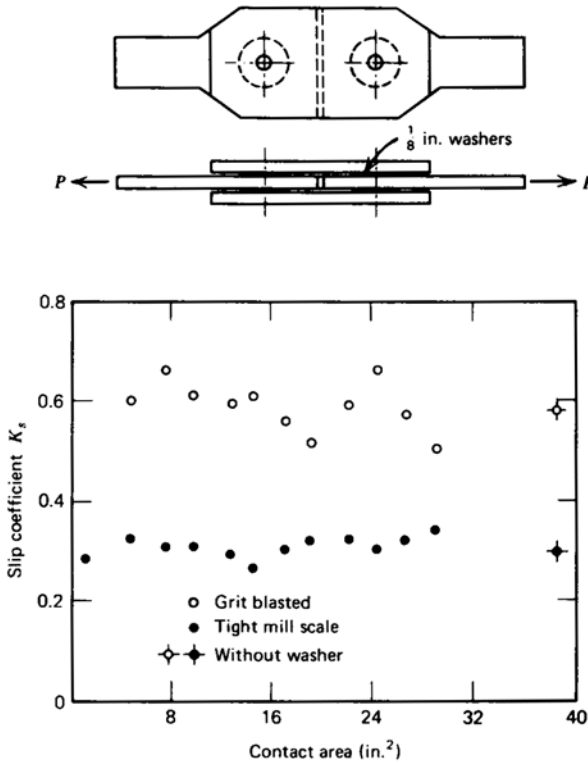 1/8 in. washers
P
0.8
0.6
0.4
0.2
0
Slip coefficient K_s
Grit blasted
Tight mill scale
Without washer
8 16 24 32 40
Contact area (in.²)